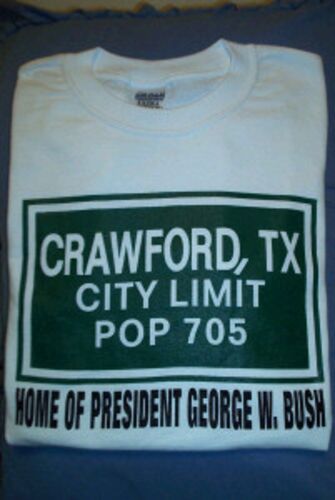 CRAWFORD, TX
CITY LIMIT
POP 705
HOME OF PRESIDENT GEORGE W. BUSH